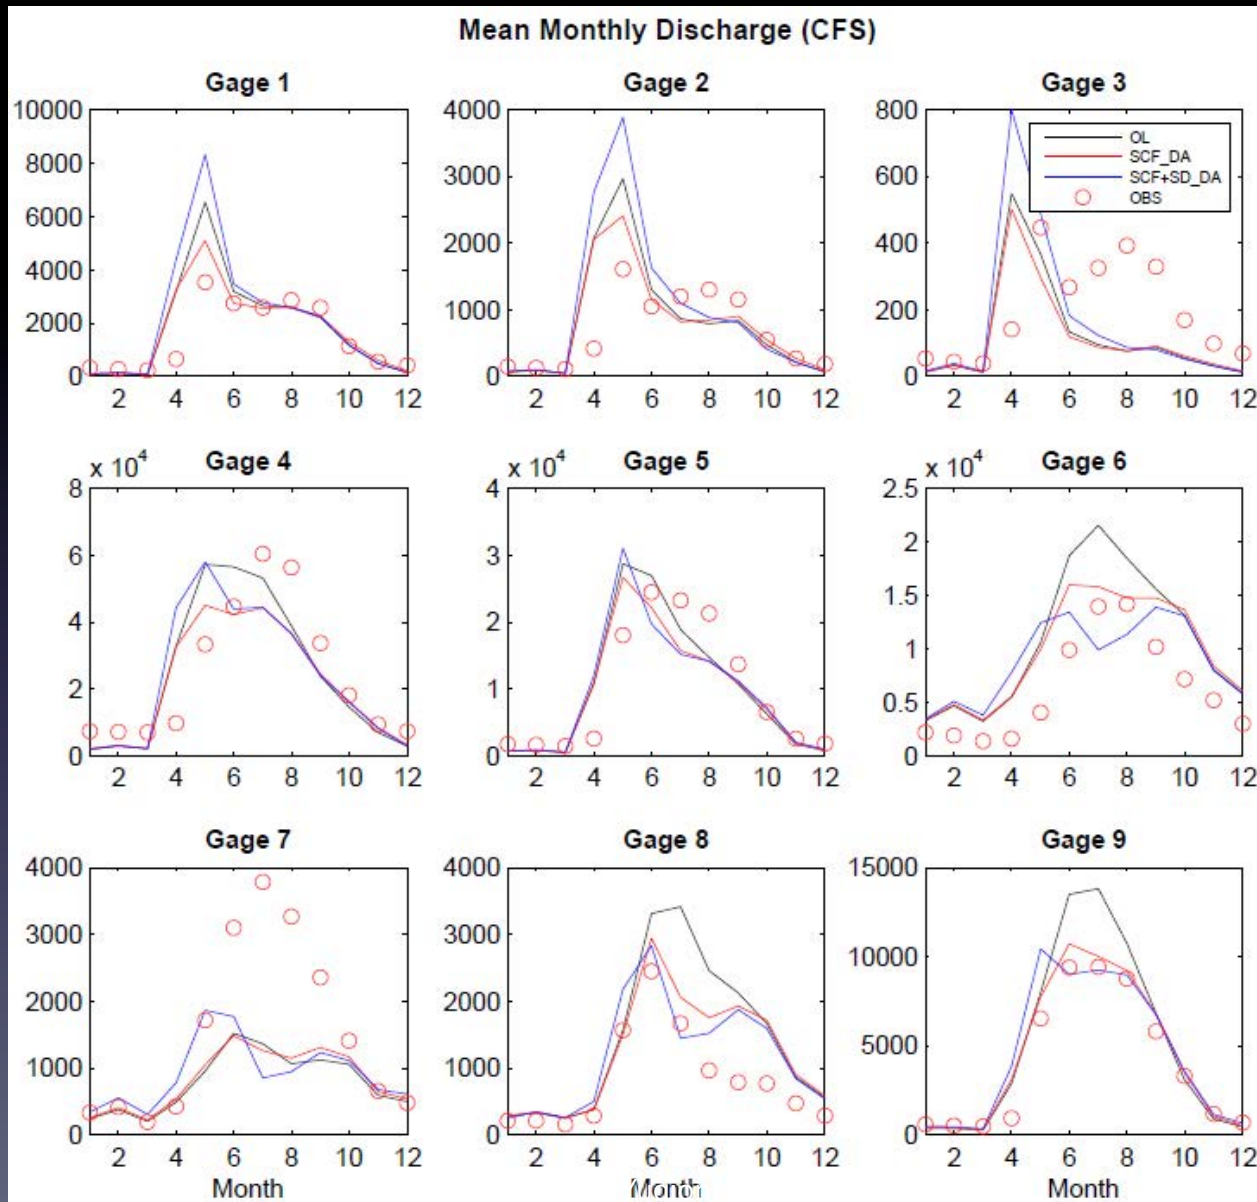 Mean Monthly Discharge (CFS)
Gage 1
Gage 2
Gage 3
10000
8000
6000
4000
2000
0
2 4 6 8 10 12
4000
3000
2000
1000
0
2 4 6 8 10 12
800
600
400
200
0
2 4 6 8 10 12
OL
SCF_DA
SCF+SD_DA
OBS
x 10^4
Gage 4
x 10^4
Gage 5
x 10^4
Gage 6
8
6
4
2
0
2 4 6 8 10 12
4
3
2
1
0
2 4 6 8 10 12
2.5
2
1.5
1
0.5
0
2 4 6 8 10 12
Gage 7
Gage 8
Gage 9
4000
3000
2000
1000
0
2 4 6 8 10 12
Month
4000
3000
2000
1000
0
2 4 6 8 10 12
Month
15000
10000
5000
0
2 4 6 8 10 12
Month